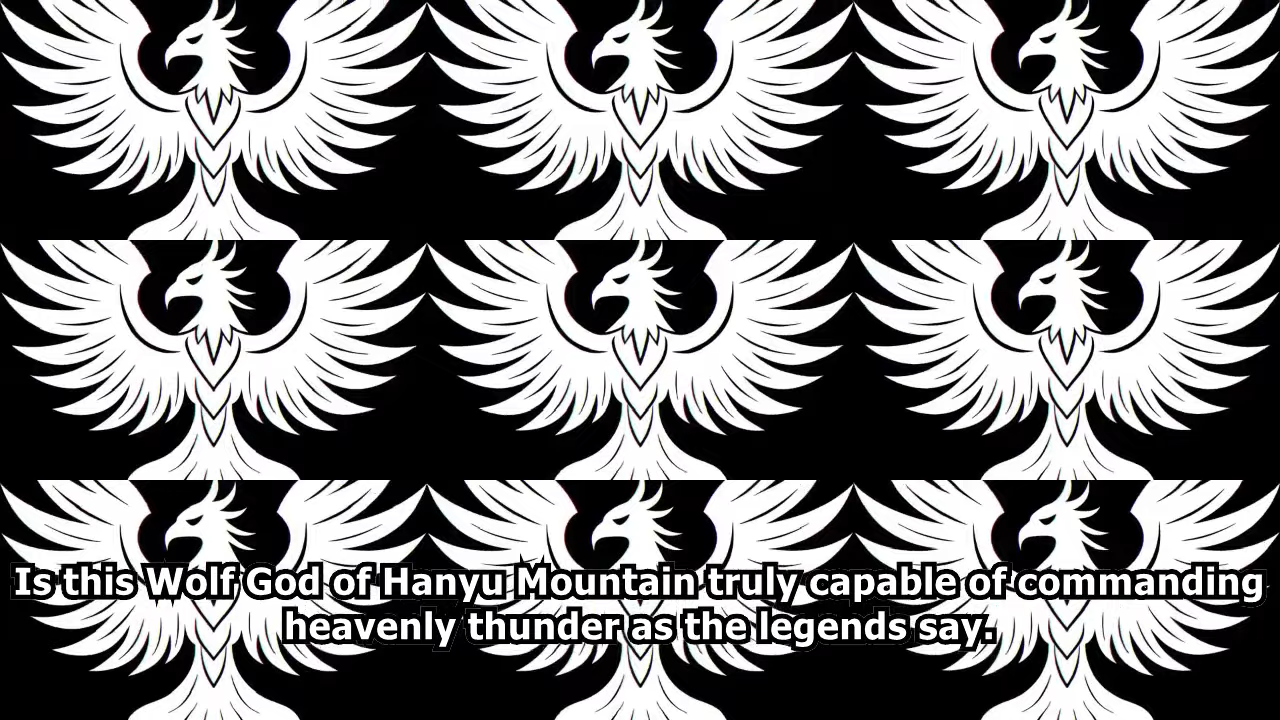 Is this Wolf God of Hanyu Mountain truly capable of commanding
heavenly thunder as the legends say.